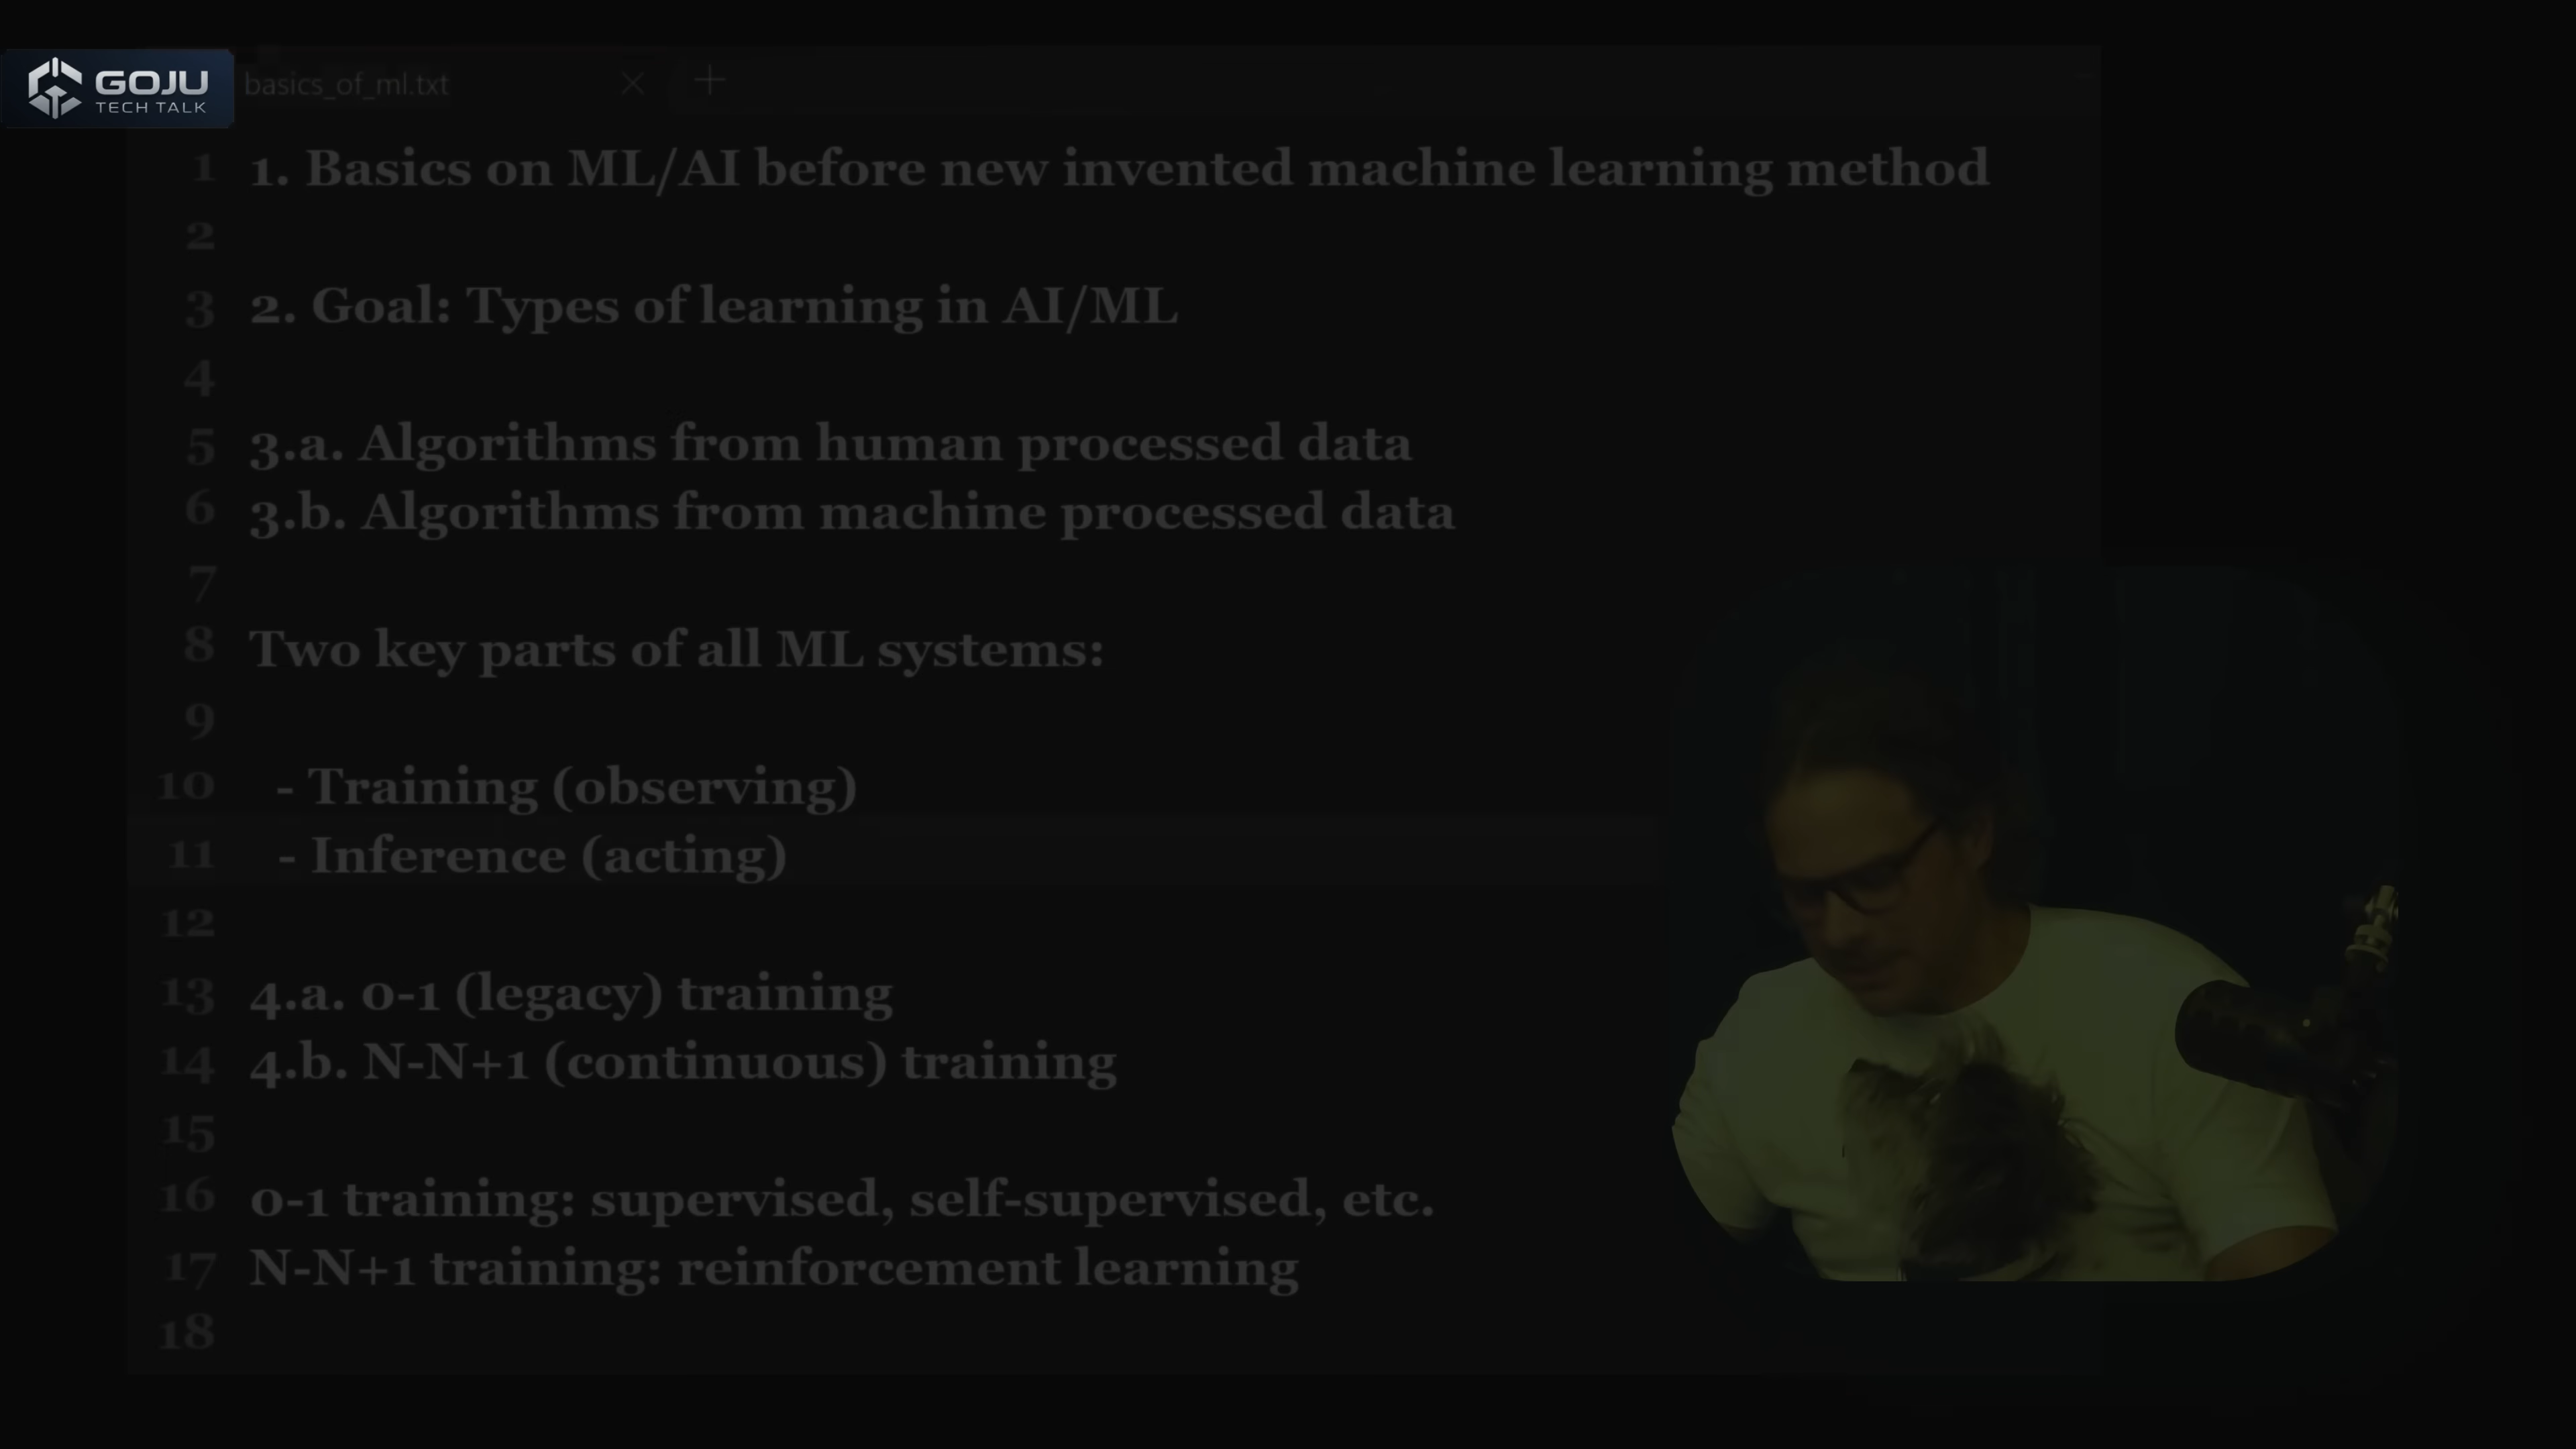 GOJU
TECH TALK
basics_of_ml.txt
1 1. Basics on ML/AI before new invented machine learning method
2
3 2. Goal: Types of learning in AI/ML
4
5 3.a. Algorithms from human processed data
6 3.b. Algorithms from machine processed data
7
8 Two key parts of all ML systems:
9
10 - Training (observing)
11 - Inference (acting)
12
13 4.a. 0-1 (legacy) training
14 4.b. N-N+1 (continuous) training
15
16 0-1 training: supervised, self-supervised, etc.
17 N-N+1 training: reinforcement learning
18